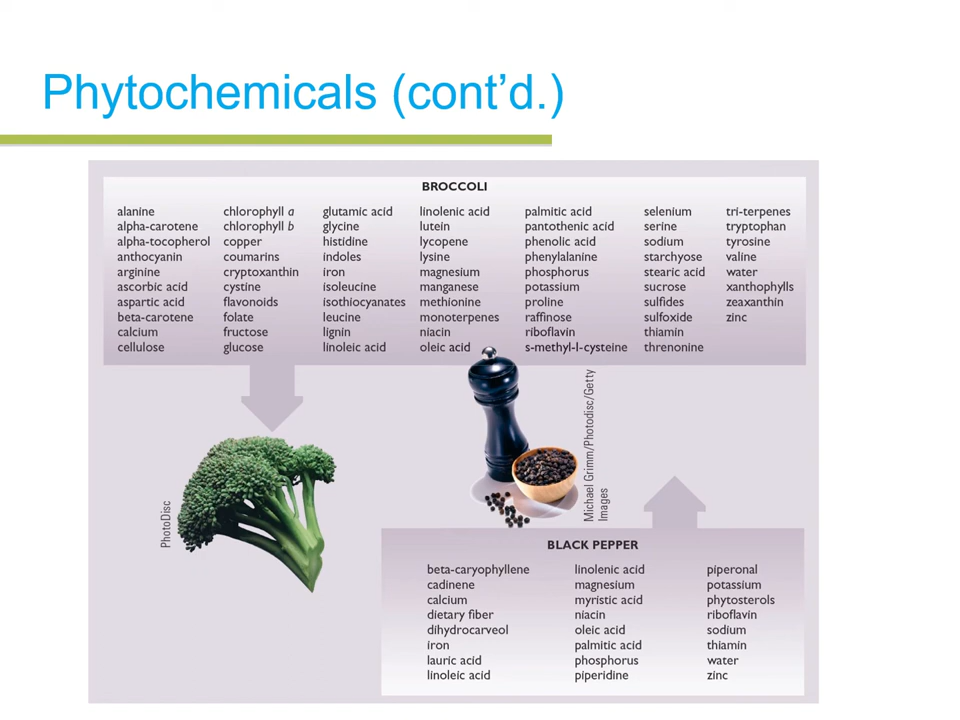 Phytochemicals (cont'd.)
BROCCOLI
alanine
alpha-carotene
alpha-tocopherol
anthocyanin
arginine
ascorbic acid
aspartic acid
beta-carotene
calcium
cellulose
chlorophyll a
chlorophyll b
copper
coumarins
cryptoxanthin
cystine
flavonoids
folate
fructose
glucose
glutamic acid
glycine
histidine
indoles
iron
isoleucine
isothiocyanates
leucine
lignin
linoleic acid
linolenic acid
lutein
lycopene
lysine
magnesium
manganese
methionine
monoterpenes
niacin
oleic acid
palmitic acid
pantothenic acid
phenolic acid
phenylalanine
phosphorus
potassium
proline
raffinose
riboflavin
s-methyl-l-cysteine
selenium
serine
sodium
starchyose
stearic acid
sucrose
sulfides
sulfoxide
thiamin
threnonine
tri-terpenes
tryptophan
tyrosine
valine
water
xanthophylls
zeaxanthin
zinc
PhotoDisc
Michael Grimm/Photodisc/Getty
Images
BLACK PEPPER
beta-caryophyllene
cadinene
calcium
dietary fiber
dihydrocarveol
iron
lauric acid
linoleic acid
linolenic acid
magnesium
myristic acid
niacin
oleic acid
palmitic acid
phosphorus
piperidine
piperonal
potassium
phytosterols
riboflavin
sodium
thiamin
water
zinc